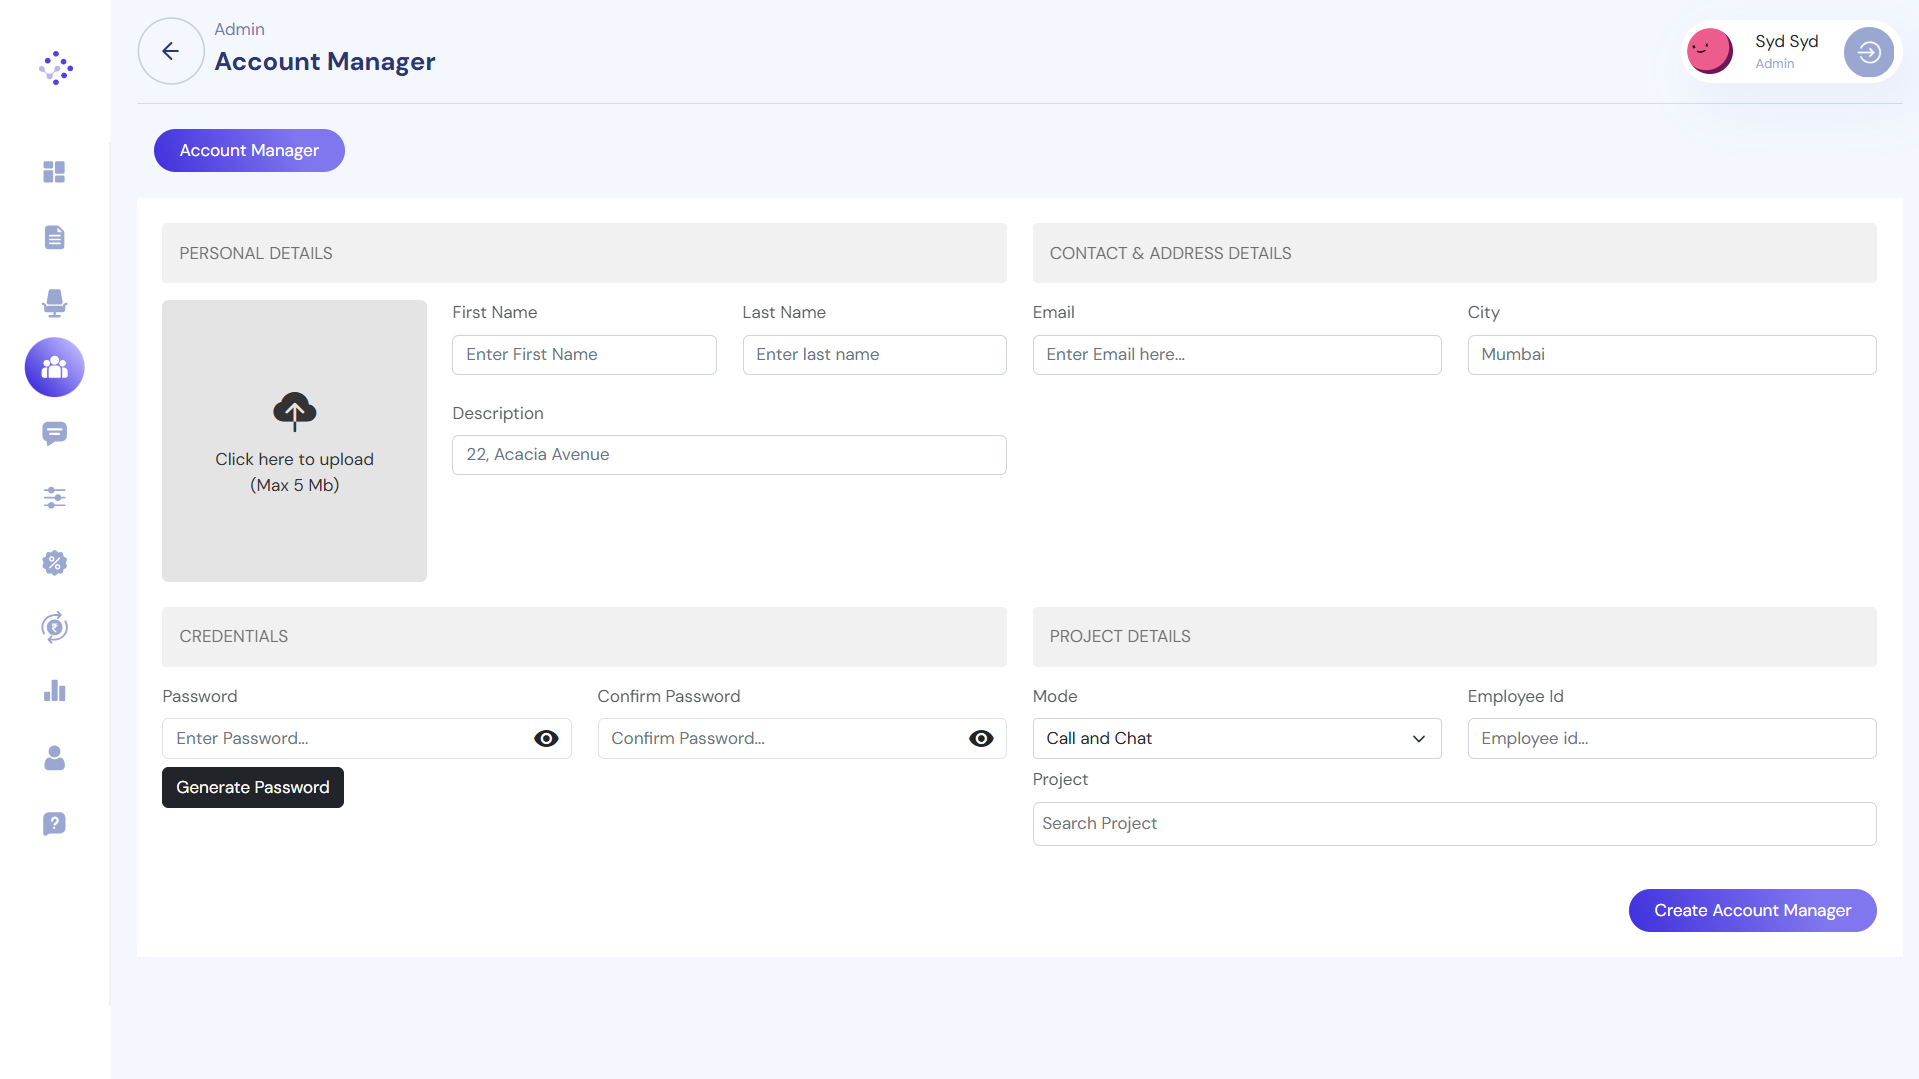 Admin
Account Manager
Syd Syd
Admin
Account Manager
PERSONAL DETAILS
Click here to upload
(Max 5 Mb)
First Name
Enter First Name
Last Name
Enter last name
Description
22, Acacia Avenue
CONTACT & ADDRESS DETAILS
Email
Enter Email here...
City
Mumbai
CREDENTIALS
Password
Enter Password...
Confirm Password
Confirm Password...
Generate Password
PROJECT DETAILS
Mode
Call and Chat
Employee Id
Employee id...
Project
Search Project
Create Account Manager